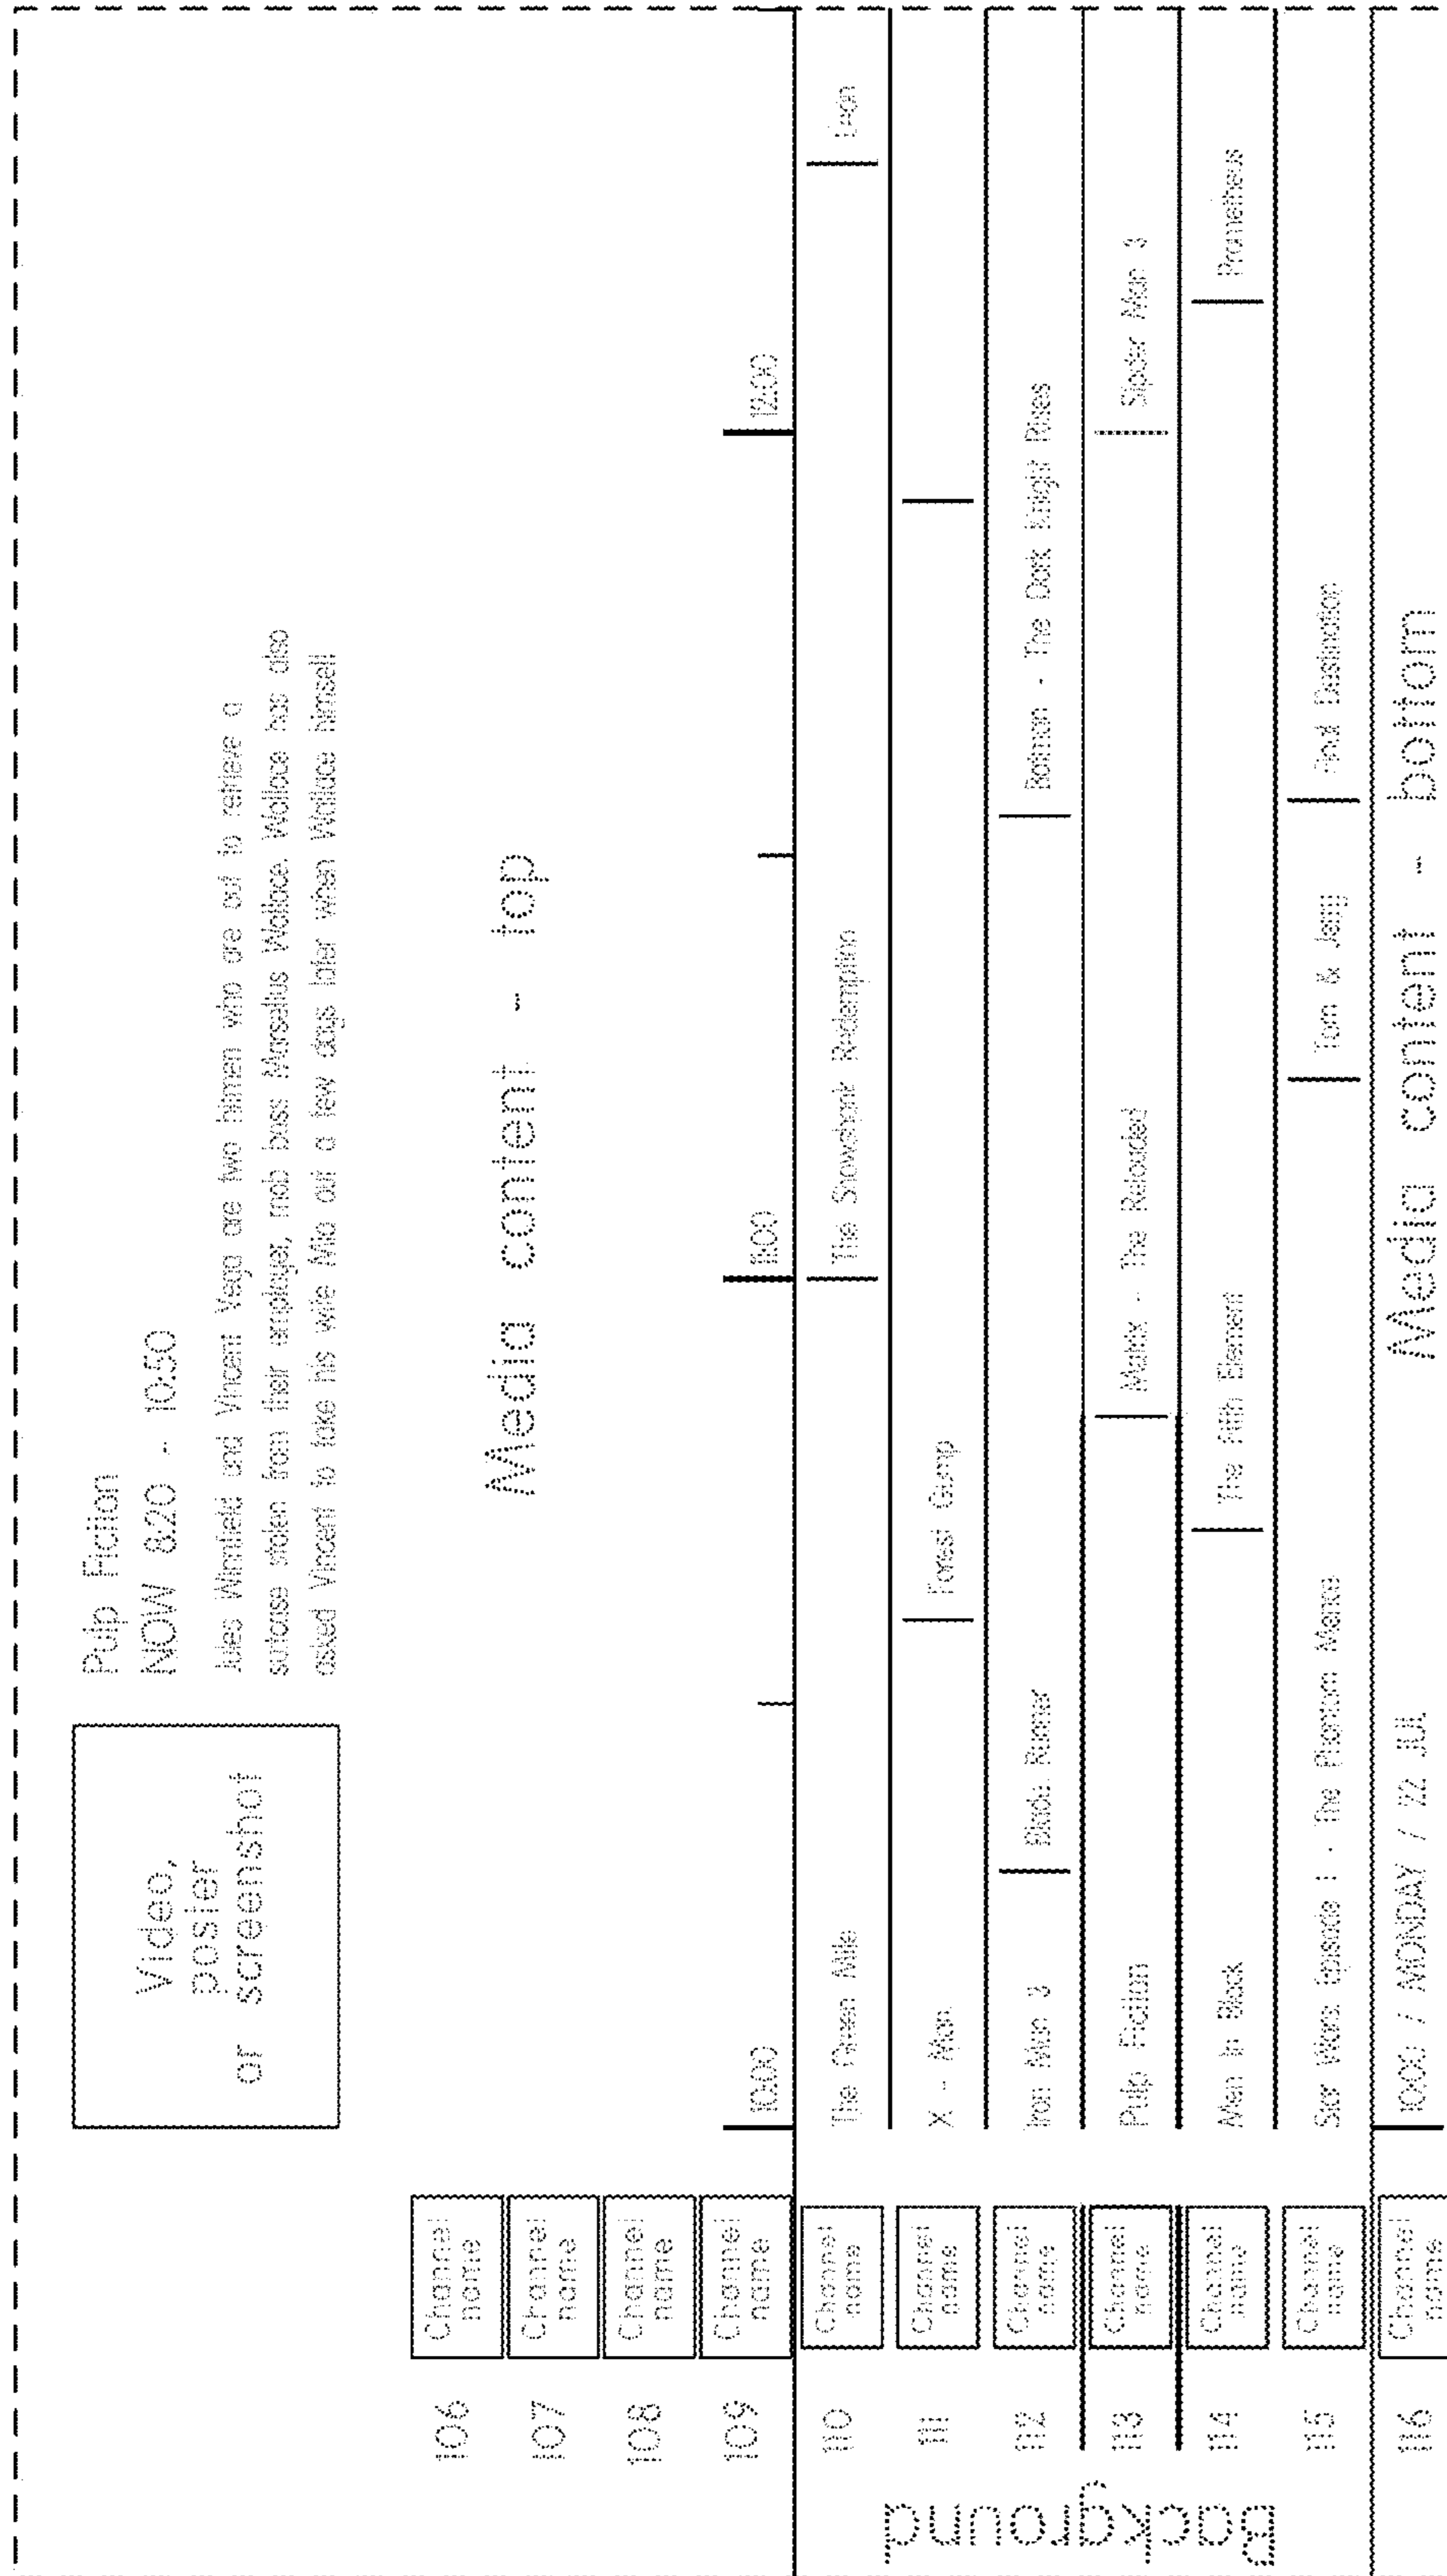 Pulp Fiction
NOW 8:20 - 10:50
Jules Winnfield and Vincent Vega are two hitmen who are out to retrieve a
suitcase stolen from their employer, mob boss Marsellus Wallace. Wallace has also
asked Vincent to take his wife Mia out a few days later when Wallace himself
Video,
poster
or screenshot
Media content - top
106 Channel name
107 Channel name
108 Channel name
109 Channel name
10:00 11:00 12:00
110 Channel name The Green Mile The Shawshank Redemption Leon
111 Channel name X - Man Forest Gump
112 Channel name Iron Man 3 Blade Runner Batman - The Dark Knight Rises
113 Channel name Pulp Fiction Matrix - The Reloaded Sipder Man 3
114 Channel name Men In Black The Fifth Element Prometheus
115 Channel name Star Wars: Episode I - The Phantom Menace Final Destination
Tom & Jerry
116 Channel name 10:00 / MONDAY / 22 JUL
Media content - bottom
Background